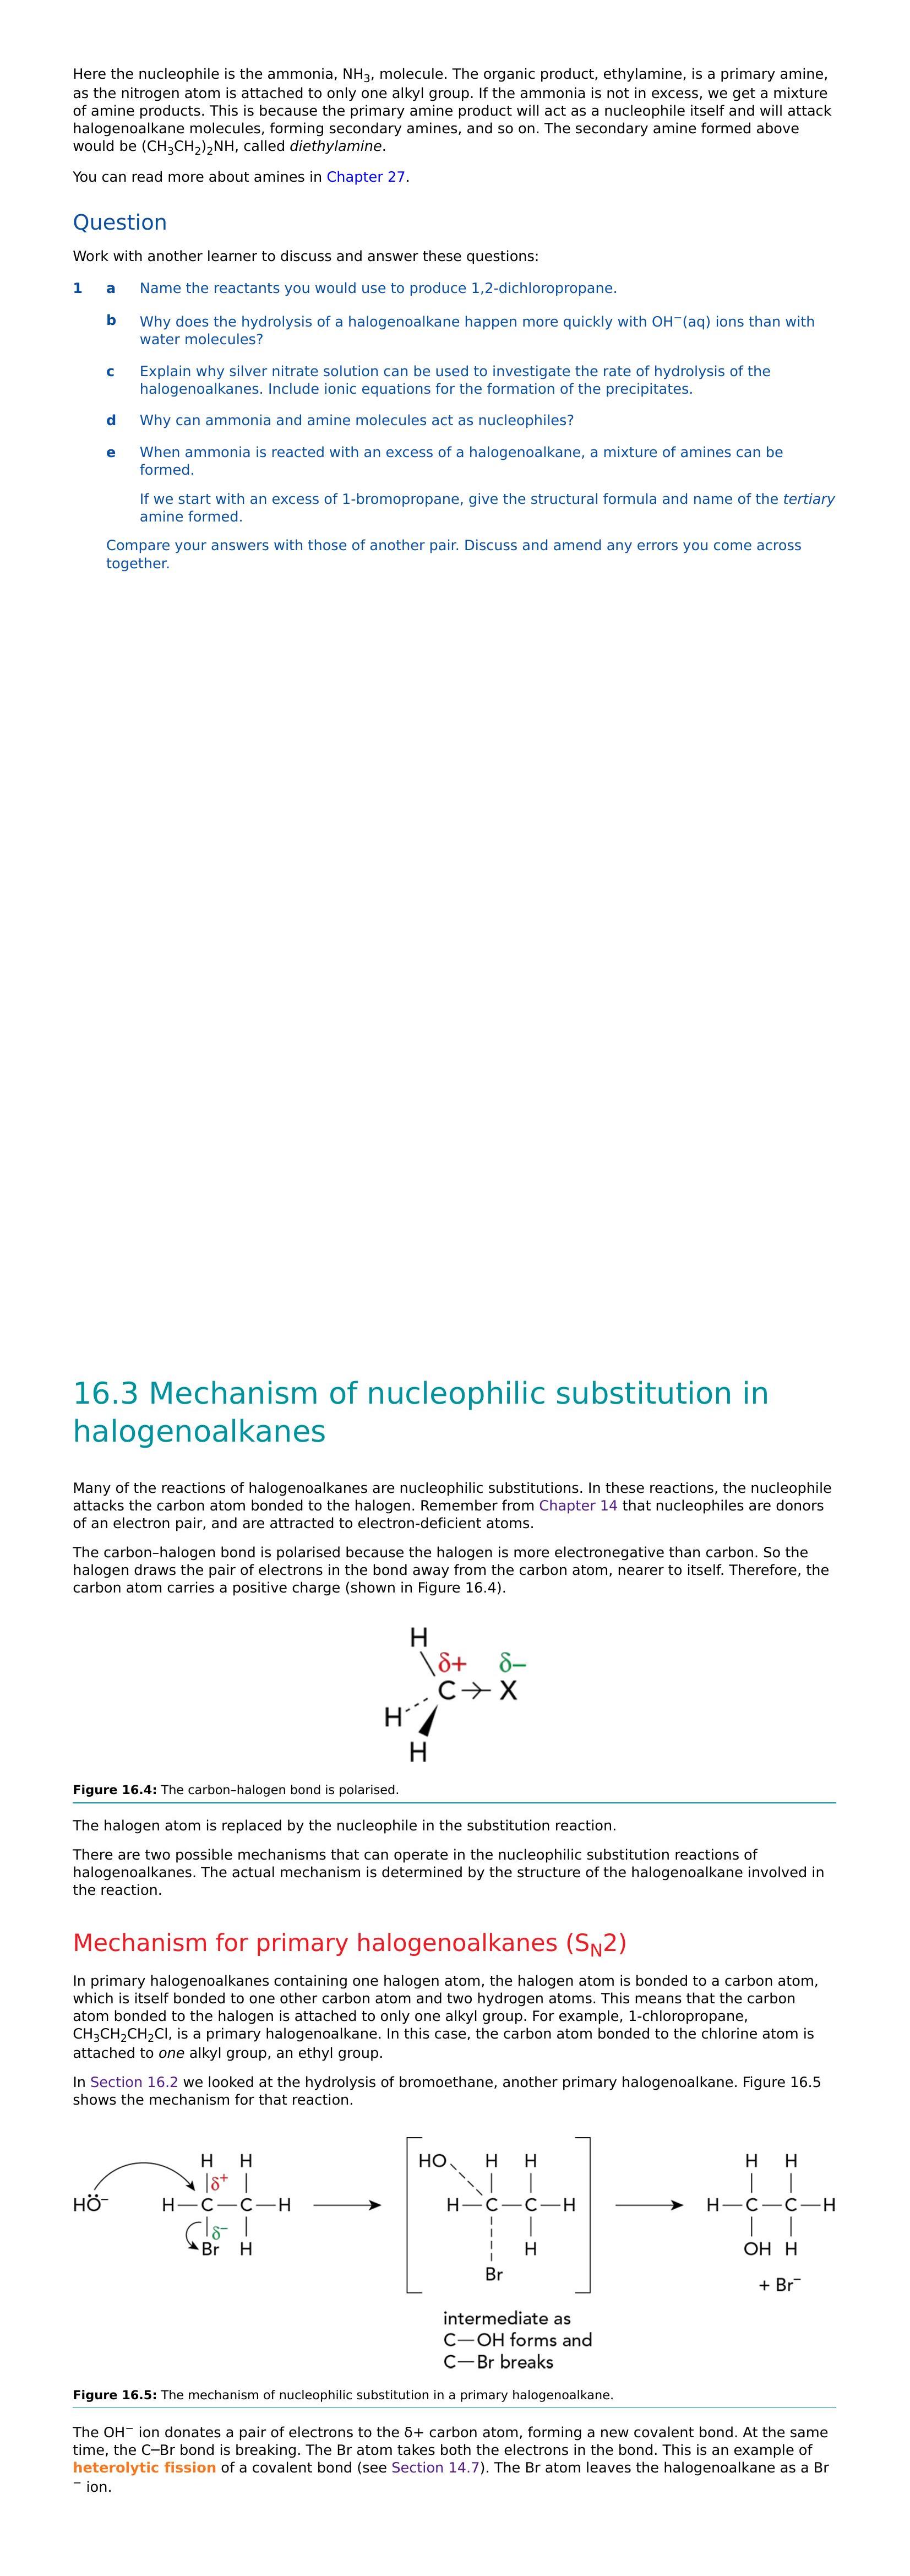 Here the nucleophile is the ammonia, NH₃, molecule. The organic product, ethylamine, is a primary amine,
as the nitrogen atom is attached to only one alkyl group. If the ammonia is not in excess, we get a mixture
of amine products. This is because the primary amine product will act as a nucleophile itself and will attack
halogenoalkane molecules, forming secondary amines, and so on. The secondary amine formed above
would be (CH₃CH₂)₂NH, called diethylamine.
You can read more about amines in Chapter 27.
Question
Work with another learner to discuss and answer these questions:
1 a Name the reactants you would use to produce 1,2-dichloropropane.
b Why does the hydrolysis of a halogenoalkane happen more quickly with OH⁻(aq) ions than with
water molecules?
c Explain why silver nitrate solution can be used to investigate the rate of hydrolysis of the
halogenoalkanes. Include ionic equations for the formation of the precipitates.
d Why can ammonia and amine molecules act as nucleophiles?
e When ammonia is reacted with an excess of a halogenoalkane, a mixture of amines can be
formed.
If we start with an excess of 1-bromopropane, give the structural formula and name of the tertiary
amine formed.
Compare your answers with those of another pair. Discuss and amend any errors you come across
together.
16.3 Mechanism of nucleophilic substitution in
halogenoalkanes
Many of the reactions of halogenoalkanes are nucleophilic substitutions. In these reactions, the nucleophile
attacks the carbon atom bonded to the halogen. Remember from Chapter 14 that nucleophiles are donors
of an electron pair, and are attracted to electron-deficient atoms.
The carbon–halogen bond is polarised because the halogen is more electronegative than carbon. So the
halogen draws the pair of electrons in the bond away from the carbon atom, nearer to itself. Therefore, the
carbon atom carries a positive charge (shown in Figure 16.4).
H
δ+ δ−
C X
H
H
Figure 16.4: The carbon–halogen bond is polarised.
The halogen atom is replaced by the nucleophile in the substitution reaction.
There are two possible mechanisms that can operate in the nucleophilic substitution reactions of
halogenoalkanes. The actual mechanism is determined by the structure of the halogenoalkane involved in
the reaction.
Mechanism for primary halogenoalkanes (S_N2)
In primary halogenoalkanes containing one halogen atom, the halogen atom is bonded to a carbon atom,
which is itself bonded to one other carbon atom and two hydrogen atoms. This means that the carbon
atom bonded to the halogen is attached to only one alkyl group. For example, 1-chloropropane,
CH₃CH₂CH₂Cl, is a primary halogenoalkane. In this case, the carbon atom bonded to the chlorine atom is
attached to one alkyl group, an ethyl group.
In Section 16.2 we looked at the hydrolysis of bromoethane, another primary halogenoalkane. Figure 16.5
shows the mechanism for that reaction.
H H HO H H H H
δ⁺
HÖ⁻ H—C—C—H H—C—C—H H—C—C—H
δ⁻
Br H H OH H
Br + Br⁻
intermediate as
C—OH forms and
C—Br breaks
Figure 16.5: The mechanism of nucleophilic substitution in a primary halogenoalkane.
The OH⁻ ion donates a pair of electrons to the δ+ carbon atom, forming a new covalent bond. At the same
time, the C─Br bond is breaking. The Br atom takes both the electrons in the bond. This is an example of
heterolytic fission of a covalent bond (see Section 14.7). The Br atom leaves the halogenoalkane as a Br
⁻ ion.